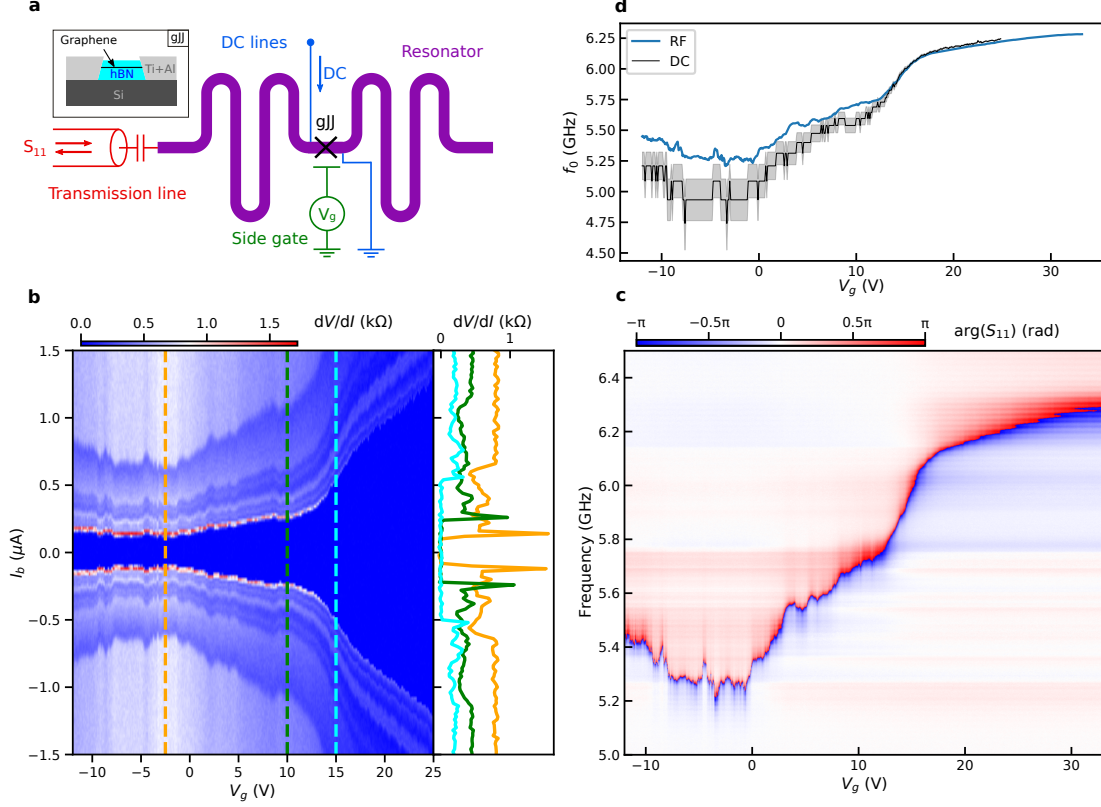 a
gJJ
Graphene
hBN
Ti+Al
Si
DC lines
DC
Resonator
gJJ
S11
Transmission line
Side gate
Vg
d
RF
DC
6.25
6.00
5.75
5.50
5.25
5.00
4.75
4.50
f0 (GHz)
−10 0 10 20 30
Vg (V)
b
dV/dI (kΩ)
0.0 0.5 1.0 1.5
dV/dI (kΩ)
0 1
1.5
1.0
0.5
0.0
−0.5
−1.0
−1.5
Ib (μA)
−10 −5 0 5 10 15 20 25
Vg (V)
c
arg(S11) (rad)
−π −0.5π 0 0.5π π
6.4
6.2
6.0
5.8
5.6
5.4
5.2
5.0
Frequency (GHz)
−10 0 10 20 30
Vg (V)